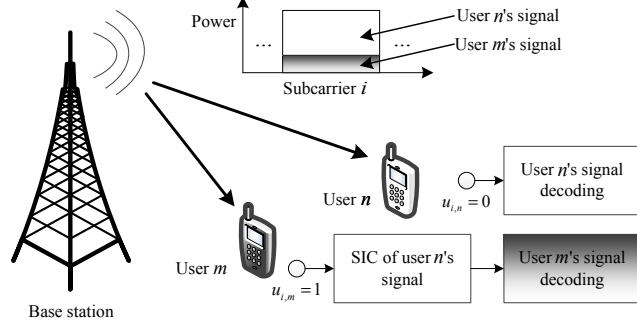 Power
User n's signal
User m's signal
... ...
Subcarrier i
User n
u_{i,n} = 0
User n's signal
decoding
User m
u_{i,m} = 1
SIC of user n's
signal
User m's signal
decoding
Base station